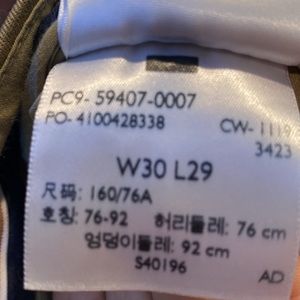 PC9- 59407-0007
PO- 4100428338 CW- 1119
3423
W30 L29
尺码: 160/76A
호칭: 76-92 허리둘레: 76 cm
엉덩이둘레: 92 cm
S40196 AD